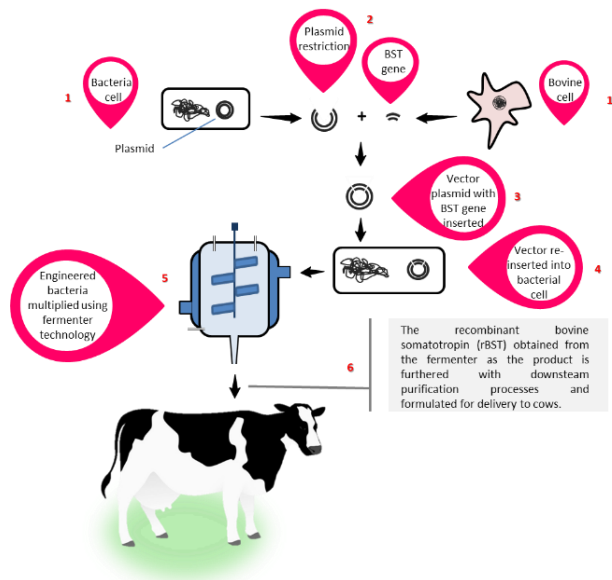 2
Plasmid
restriction
BST
gene
1
Bacteria
cell
Bovine
cell
1
Plasmid
+
Vector
plasmid with
BST gene
inserted
3
Vector re-
inserted into
bacterial
cell
4
Engineered
bacteria
multiplied using
fermenter
technology
5
6
The recombinant bovine
somatotropin (rBST) obtained from
the fermenter as the product is
furthered with downsteam
purification processes and
formulated for delivery to cows.